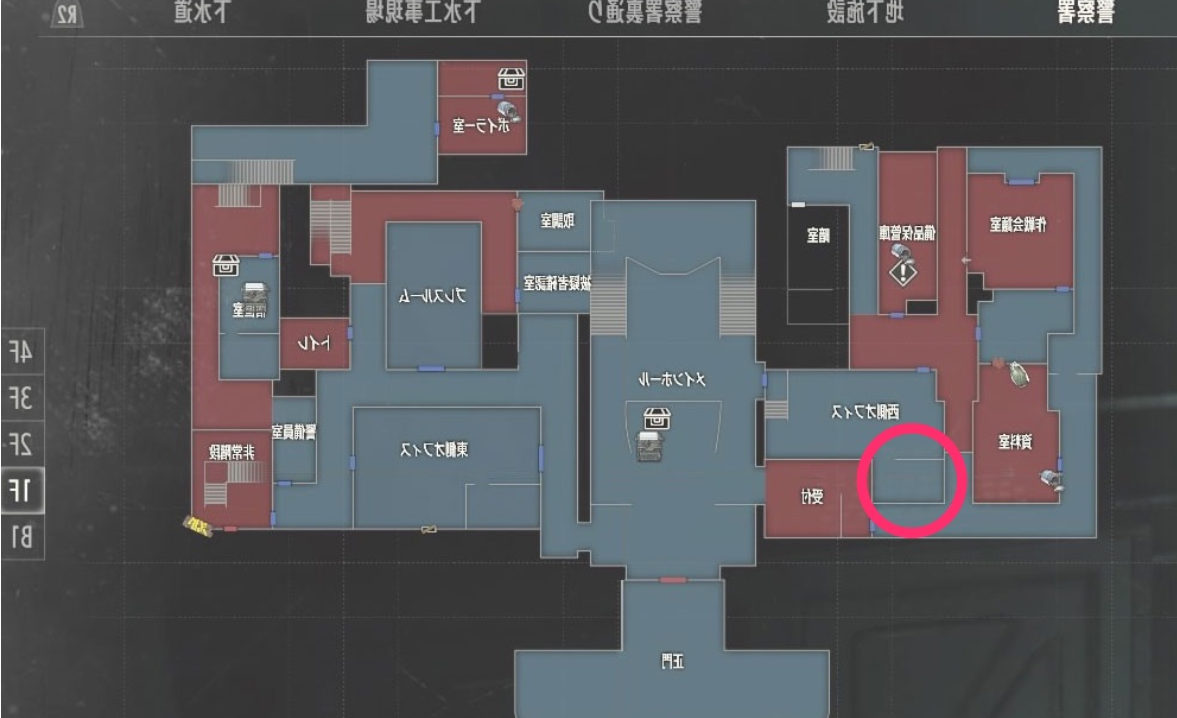 R2
下水道
下水工事現場
警察署裏通り
地下施設
警察署
ボイラー室
取調室
暗室
備品保管庫
作戦会議室
被疑者確認室
プレスルーム
トイレ
メインホール
4F
3F
2F
1F
B1
西側オフィス
警備員室
東側オフィス
資料室
非常階段
受付
正門